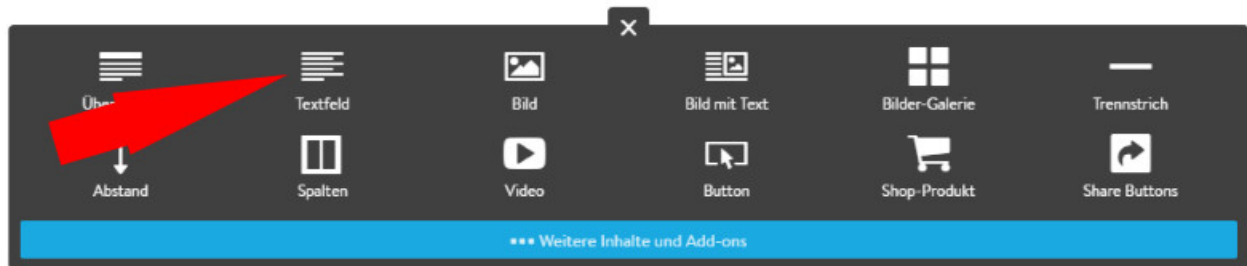 Textfeld Bild Bild mit Text Bilder-Galerie Trennstrich
Abstand Spalten Video Button Shop-Produkt Share Buttons
Weitere Inhalte und Add-ons